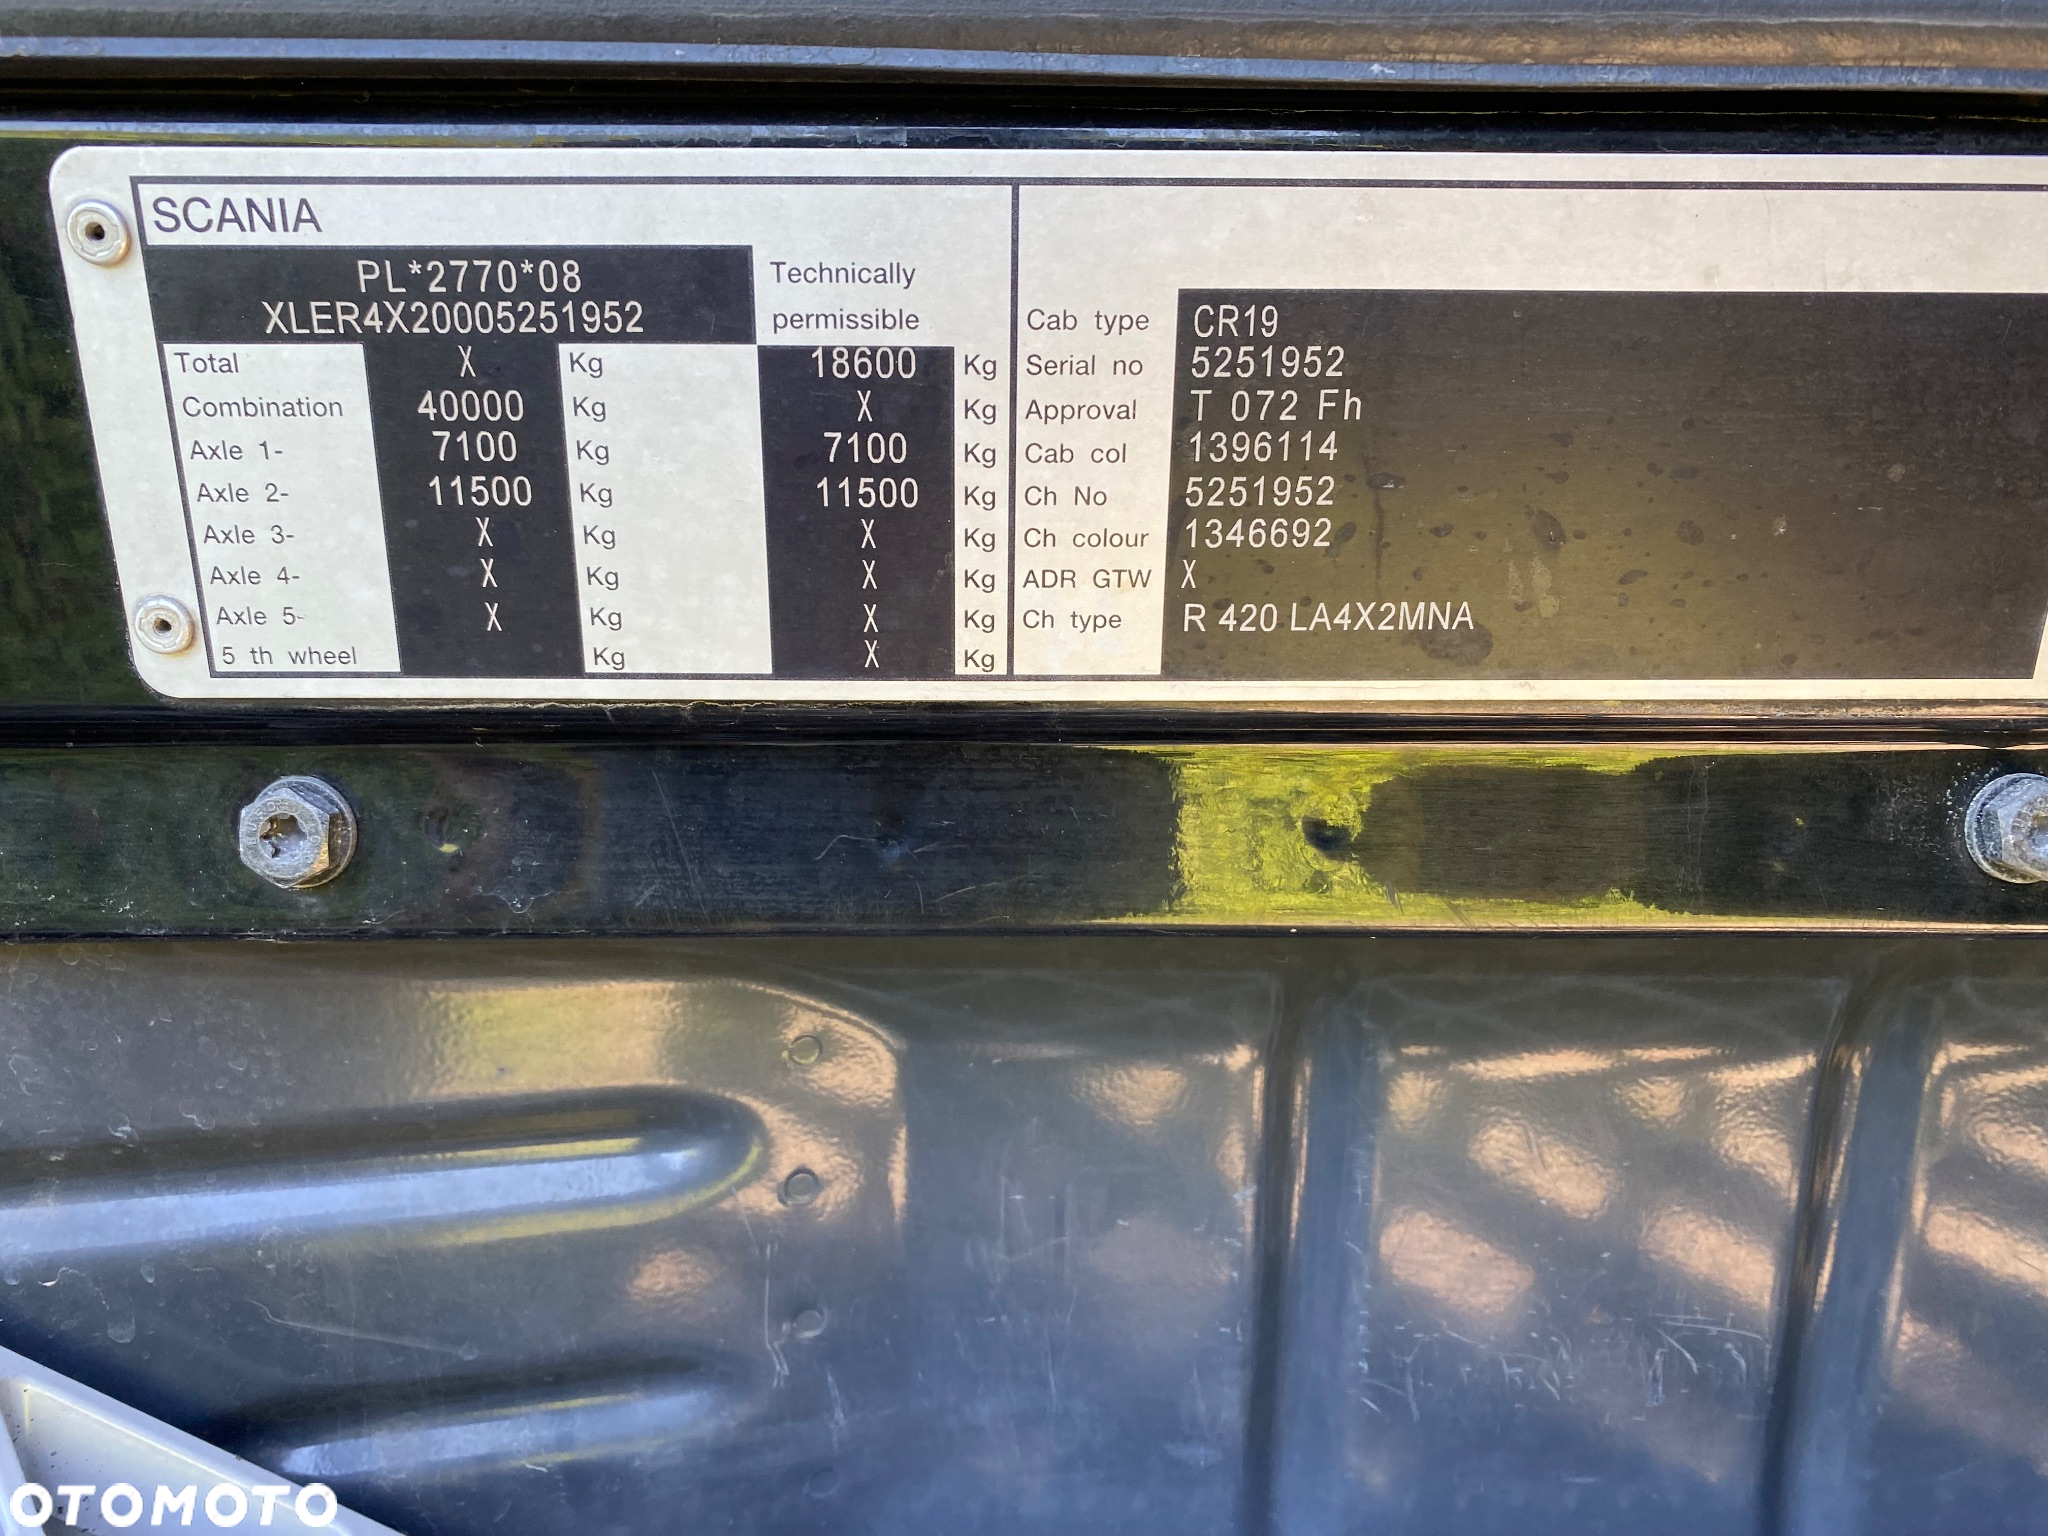 SCANIA
PL*2770*08
XLER4X20005251952
Technically
permissible
Total X Kg 18600 Kg
Combination 40000 Kg X Kg
Axle 1- 7100 Kg 7100 Kg
Axle 2- 11500 Kg 11500 Kg
Axle 3- X Kg X Kg
Axle 4- X Kg X Kg
Axle 5- X Kg X Kg
5 th wheel Kg X Kg
Cab type CR19
Serial no 5251952
Approval T 072 Fh
Cab col 1396114
Ch No 5251952
Ch colour 1346692
ADR GTW X
Ch type R 420 LA4X2MNA
OTOMOTO